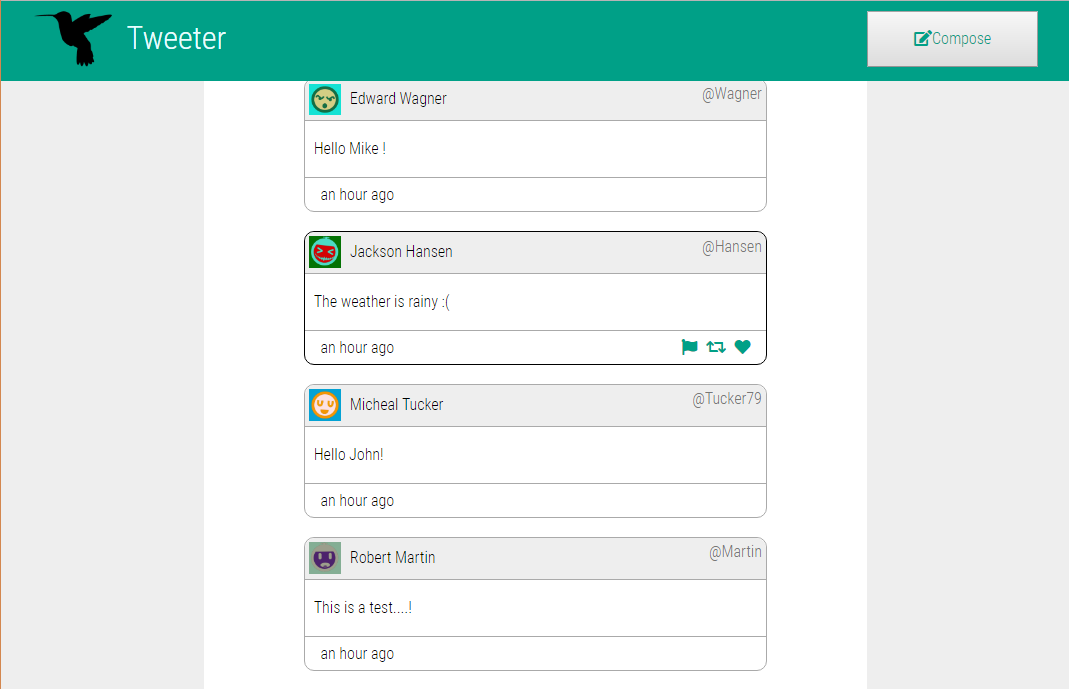 Tweeter
Compose
Edward Wagner @Wagner
Hello Mike !
an hour ago
Jackson Hansen @Hansen
The weather is rainy :(
an hour ago
Micheal Tucker @Tucker79
Hello John!
an hour ago
Robert Martin @Martin
This is a test....!
an hour ago